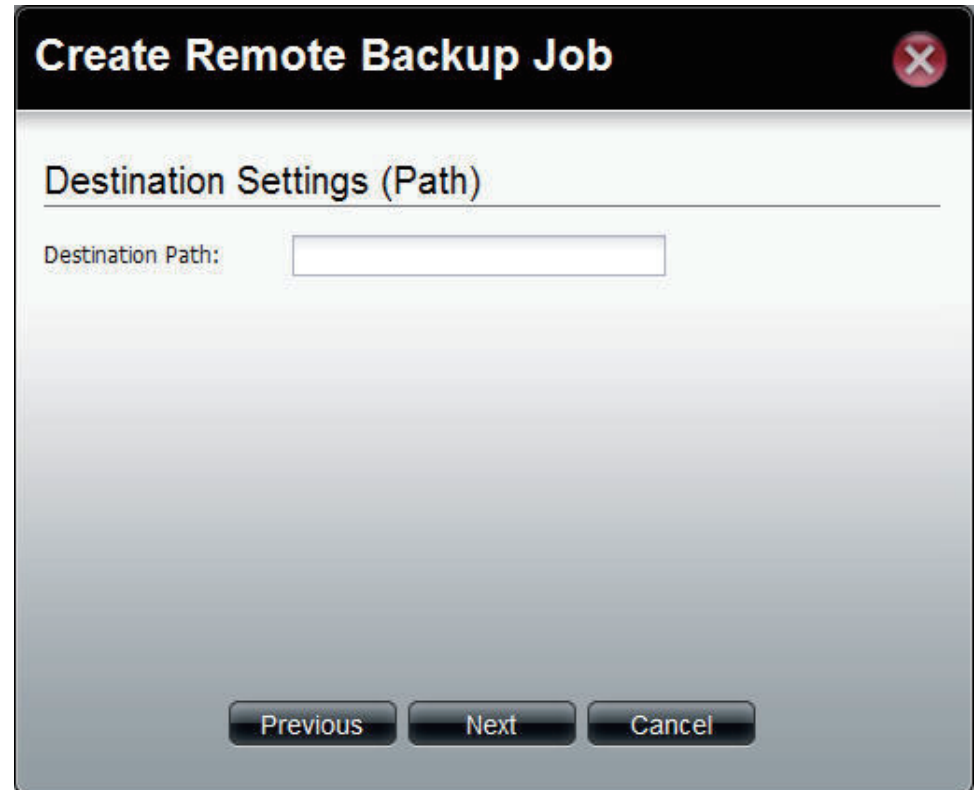 Create Remote Backup Job
Destination Settings (Path)
Destination Path:
Previous Next Cancel